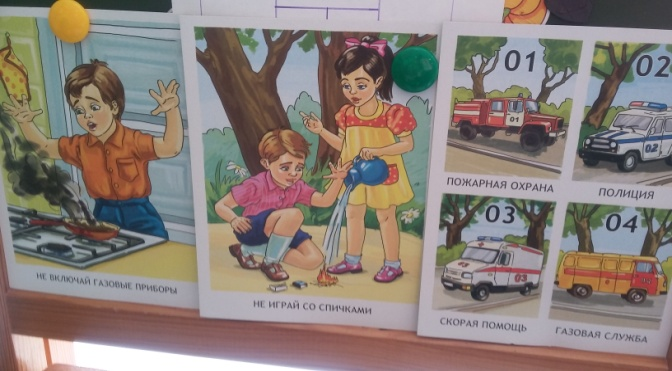 НЕ ВКЛЮЧАЙ ГАЗОВЫЕ ПРИБОРЫ
НЕ ИГРАЙ СО СПИЧКАМИ
01
01
ПОЖАРНАЯ ОХРАНА
02
02
ПОЛИЦИЯ
03
03
СКОРАЯ ПОМОЩЬ
04
ГАЗОВАЯ СЛУЖБА